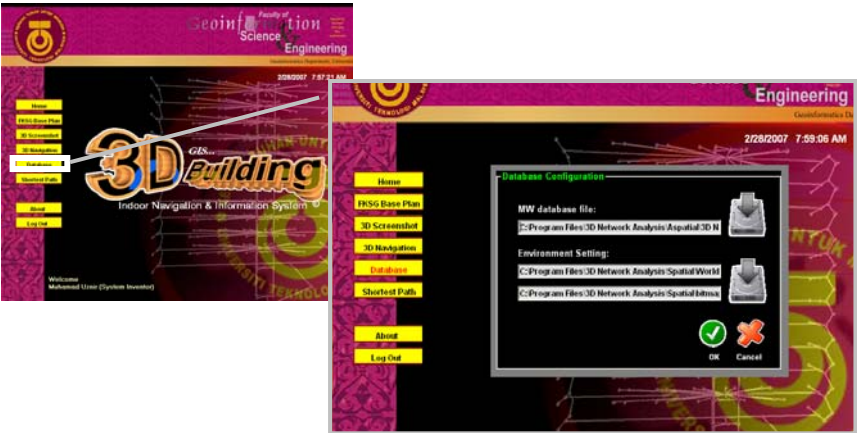 Faculty of
Geoinformation
Science &
Engineering
2/28/2007 7:57:21 AM
Home
FKSG Base Plan
3D Screenshot
3D Navigation
Database
Shortest Path
About
Log Out
GIS...
3D Building
Indoor Navigation & Information System ©
Welcome
Muhamad Uznir (System Inventor)
Engineering
Geoinformatics De
2/28/2007 7:59:06 AM
Home
FKSG Base Plan
3D Screenshot
3D Navigation
Database
Shortest Path
About
Log Out
Database Configuration
MW database file:
C:\Program Files\3D Network Analysis\Aspatial\3D N
Environment Setting:
C:\Program Files\3D Network Analysis\Spatial\World
C:\Program Files\3D Network Analysis\Spatial\bitmap
OK
Cancel